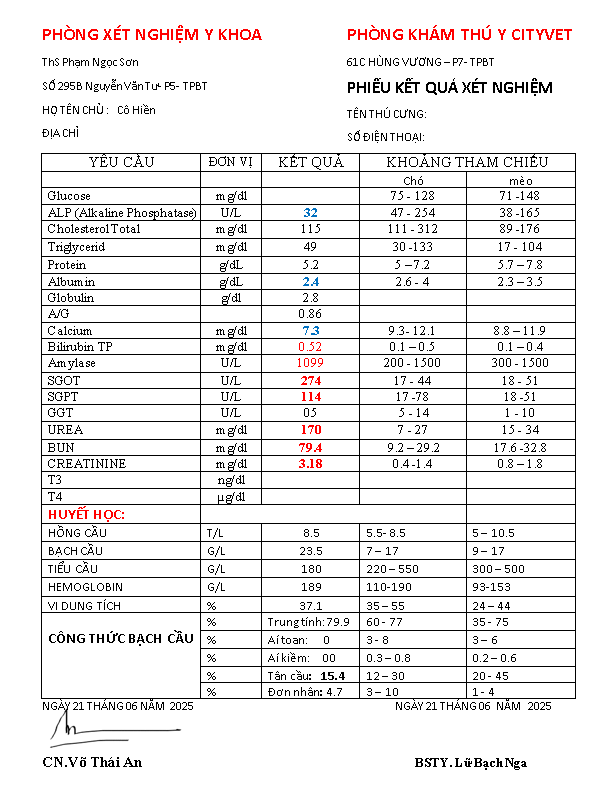 PHÒNG XÉT NGHIỆM Y KHOA
PHÒNG KHÁM THÚ Y CITYVET
ThS Phạm Ngọc Sơn
61C HÙNG VƯƠNG – P7- TPBT
SỐ 295B Nguyễn Văn Tư- P5- TPBT
PHIẾU KẾT QUẢ XÉT NGHIỆM
HỌ TÊN CHỦ : Cô Hiền
TÊN THÚ CƯNG:
ĐỊA CHỈ
SỐ ĐIỆN THOẠI:
YÊU CẦU ĐƠN VỊ KẾT QUẢ KHOẢNG THAM CHIẾU
Chó mèo
Glucose mg/dl 75 - 128 71 -148
ALP (Alkaline Phosphatase) U/L 32 47 - 254 38 -165
Cholesterol Total mg/dl 115 111 - 312 89 -176
Triglycerid mg/dl 49 30 -133 17 - 104
Protein g/dL 5.2 5 – 7.2 5.7 – 7.8
Albumin g/dL 2.4 2.6 - 4 2.3 – 3.5
Globulin g/dl 2.8
A/G 0.86
Calcium mg/dl 7.3 9.3- 12.1 8.8 – 11.9
Bilirubin TP mg/dl 0.52 0.1 – 0.5 0.1 – 0.4
Amylase U/L 1099 200 - 1500 300 - 1500
SGOT U/L 274 17 - 44 18 - 51
SGPT U/L 114 17 -78 18 -51
GGT U/L 05 5 - 14 1 - 10
UREA mg/dl 170 7 - 27 15 - 34
BUN mg/dl 79.4 9.2 – 29.2 17.6 -32.8
CREATININE mg/dl 3.18 0.4 -1.4 0.8 – 1.8
T3 ng/dl
T4 µg/dl
HUYẾT HỌC:
HỒNG CẦU T/L 8.5 5.5- 8.5 5 – 10.5
BẠCH CẦU G/L 23.5 7 – 17 9 – 17
TIỂU CẦU G/L 180 220 – 550 300 – 500
HEMOGLOBIN G/L 189 110-190 93-153
VI DUNG TÍCH % 37.1 35 – 55 24 – 44
CÔNG THỨC BẠCH CẦU
% Trung tính: 79.9 60 - 77 35 - 75
% Aí toan: 0 3 - 8 3 – 6
% Aí kiềm: 00 0.3 – 0.8 0.2 – 0.6
% Tân cầu: 15.4 12 – 30 20 - 45
% Đơn nhân: 4.7 3 – 10 1 - 4
NGÀY 21 THÁNG 06 NĂM 2025
NGÀY 21 THÁNG 06 NĂM 2025
CN.Võ Thái An
BSTY. Lữ Bạch Nga